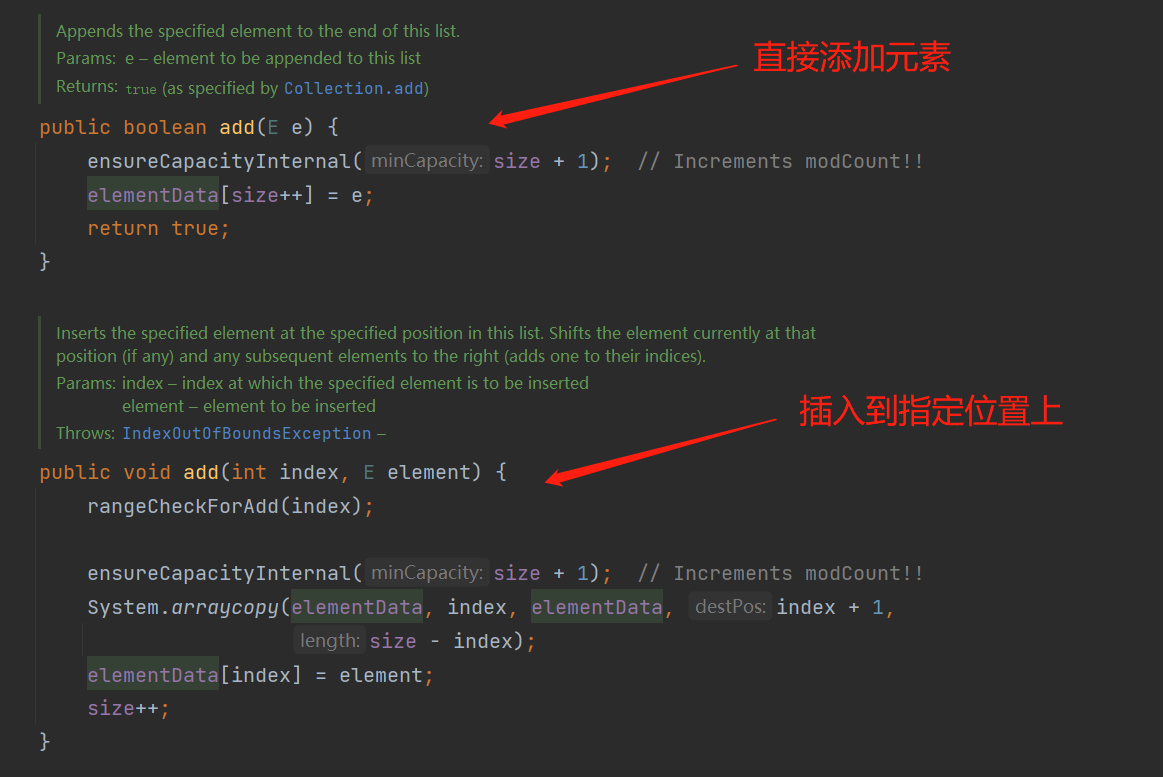 Appends the specified element to the end of this list.
Params: e – element to be appended to this list
Returns: true (as specified by Collection.add)
直接添加元素
public boolean add(E e) {
ensureCapacityInternal( minCapacity: size + 1);  // Increments modCount!!
elementData[size++] = e;
return true;
}
Inserts the specified element at the specified position in this list. Shifts the element currently at that
position (if any) and any subsequent elements to the right (adds one to their indices).
Params: index – index at which the specified element is to be inserted
element – element to be inserted
Throws: IndexOutOfBoundsException –
插入到指定位置上
public void add(int index, E element) {
rangeCheckForAdd(index);
ensureCapacityInternal( minCapacity: size + 1);  // Increments modCount!!
System.arraycopy(elementData, index, elementData, destPos: index + 1,
length: size - index);
elementData[index] = element;
size++;
}